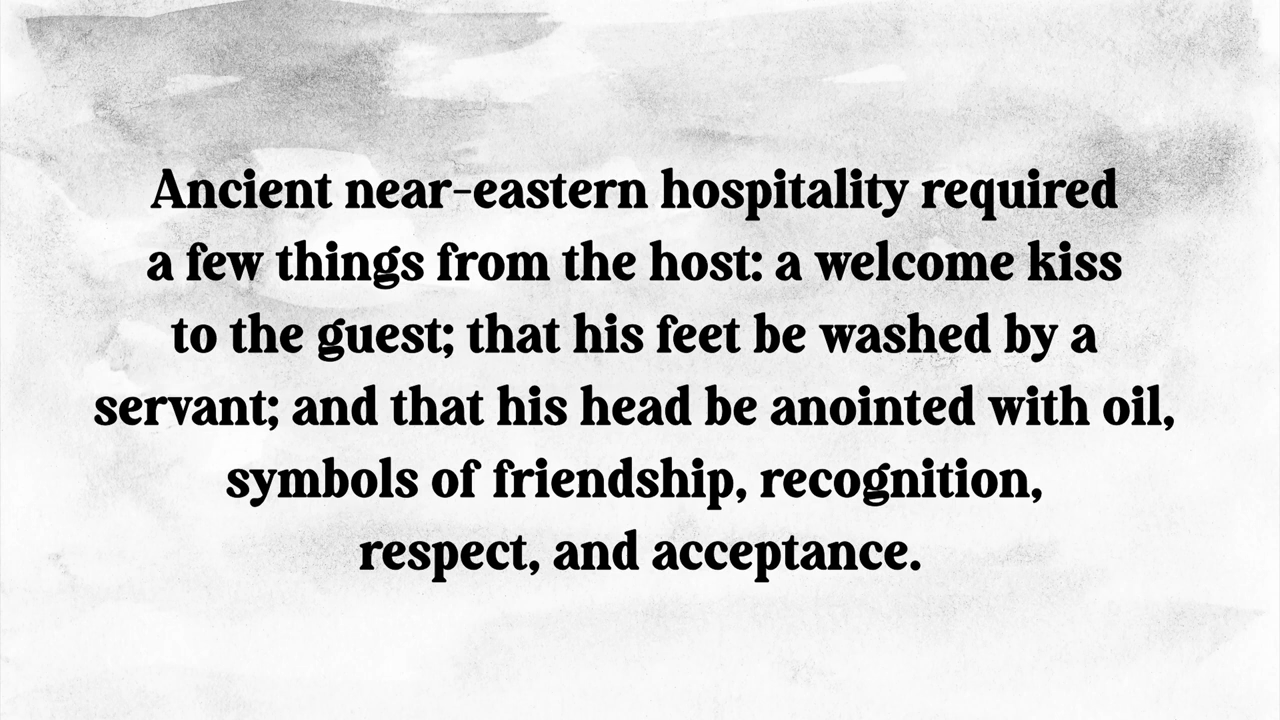 Ancient near-eastern hospitality required
a few things from the host: a welcome kiss
to the guest; that his feet be washed by a
servant; and that his head be anointed with oil,
symbols of friendship, recognition,
respect, and acceptance.